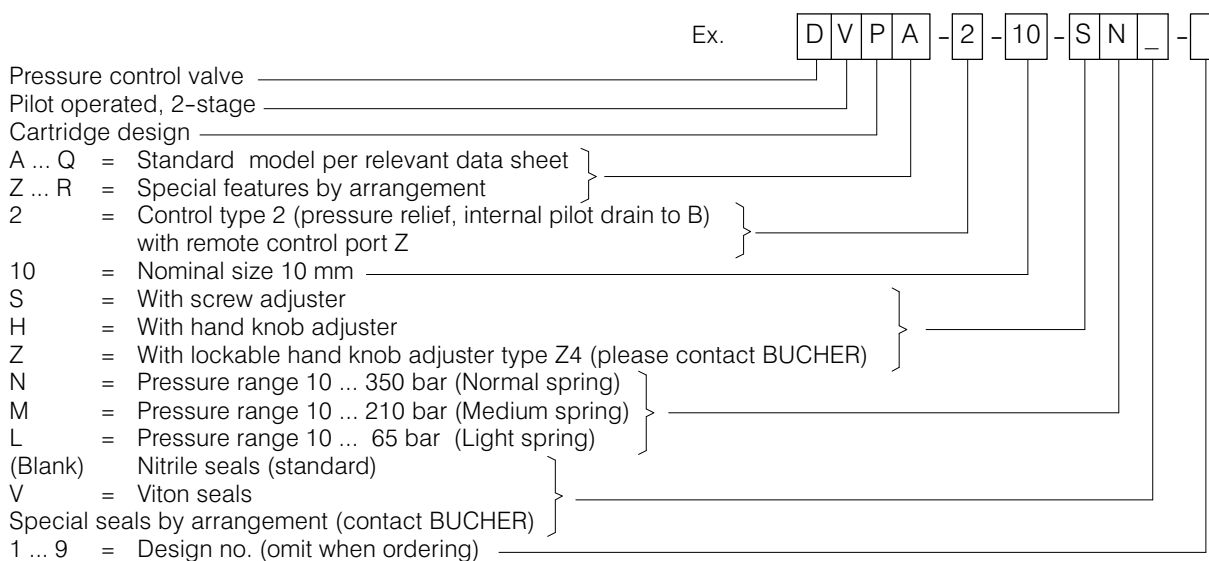 Ex. D V P A - 2 - 10 - S N _ -
Pressure control valve
Pilot operated, 2-stage
Cartridge design
A ... Q = Standard model per relevant data sheet
Z ... R = Special features by arrangement
2 = Control type 2 (pressure relief, internal pilot drain to B)
with remote control port Z
10 = Nominal size 10 mm
S = With screw adjuster
H = With hand knob adjuster
Z = With lockable hand knob adjuster type Z4 (please contact BUCHER)
N = Pressure range 10 ... 350 bar (Normal spring)
M = Pressure range 10 ... 210 bar (Medium spring)
L = Pressure range 10 ... 65 bar (Light spring)
(Blank) Nitrile seals (standard)
V = Viton seals
Special seals by arrangement (contact BUCHER)
1 ... 9 = Design no. (omit when ordering)